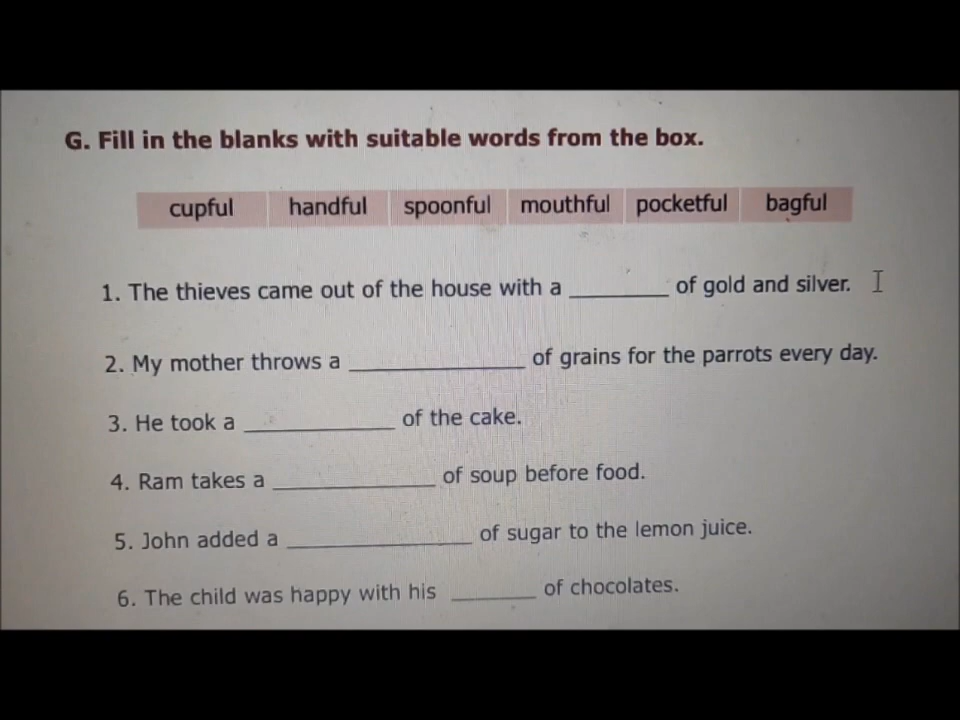 G. Fill in the blanks with suitable words from the box.
cupful handful spoonful mouthful pocketful bagful
1. The thieves came out of the house with a ________ of gold and silver.
2. My mother throws a ______________ of grains for the parrots every day.
3. He took a ____________ of the cake.
4. Ram takes a _____________ of soup before food.
5. John added a _______________ of sugar to the lemon juice.
6. The child was happy with his _______ of chocolates.